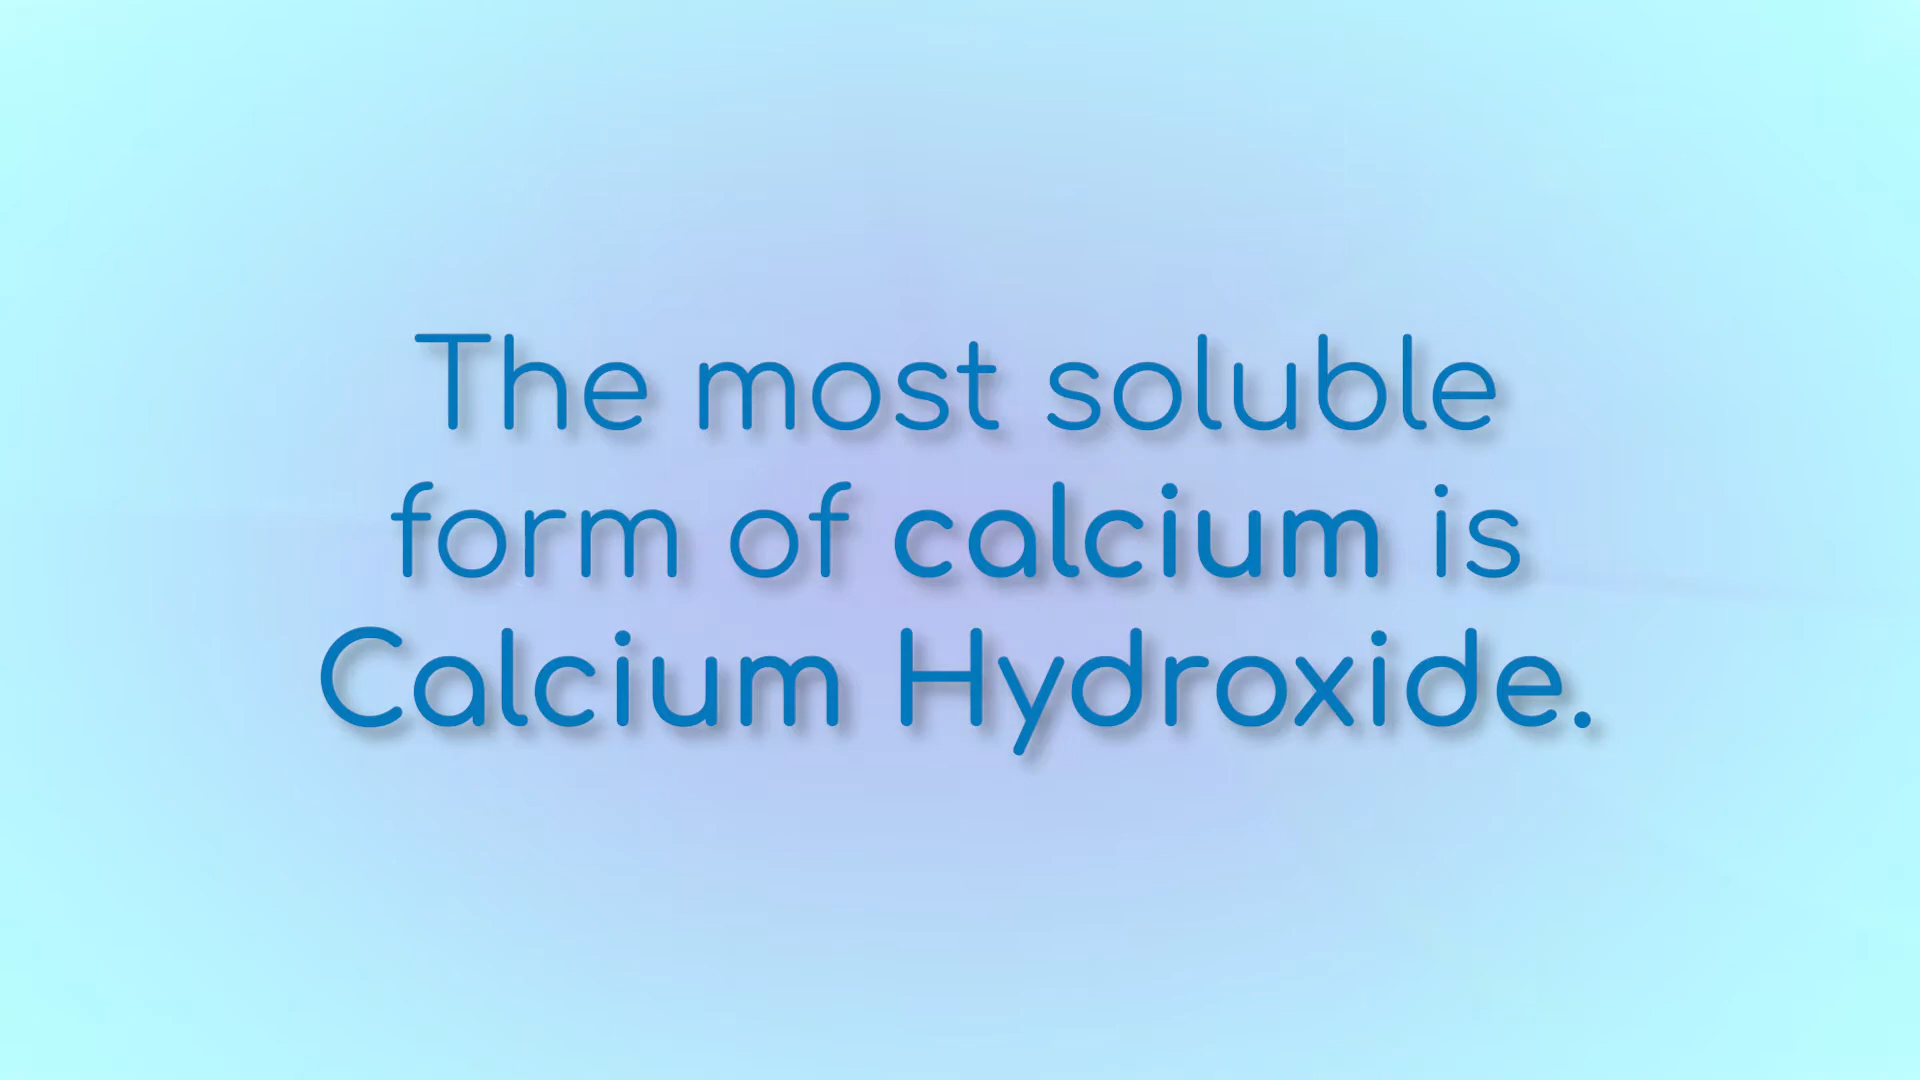 The most soluble
form of calcium is
Calcium Hydroxide.